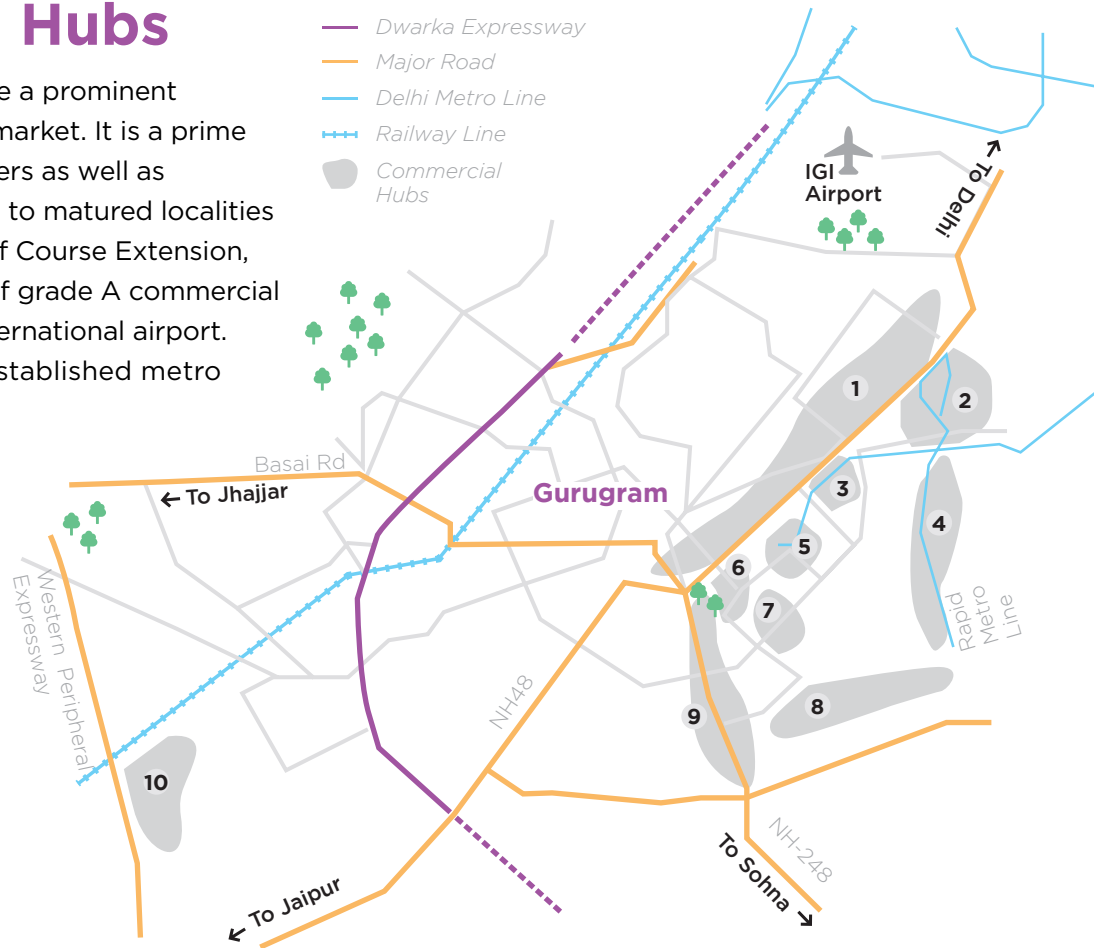 Hubs
e a prominent
market. It is a prime
ers as well as
to matured localities
f Course Extension,
f grade A commercial
ernational airport.
stablished metro
Dwarka Expressway
Major Road
Delhi Metro Line
Railway Line
Commercial
Hubs
IGI
Airport
To Delhi
1
2
Basai Rd
To Jhajjar
Gurugram
3
4
5
6
7
Western Peripheral
Expressway
Rapid
Metro
Line
NH48
8
9
10
NH-248
To Sohna
To Jaipur